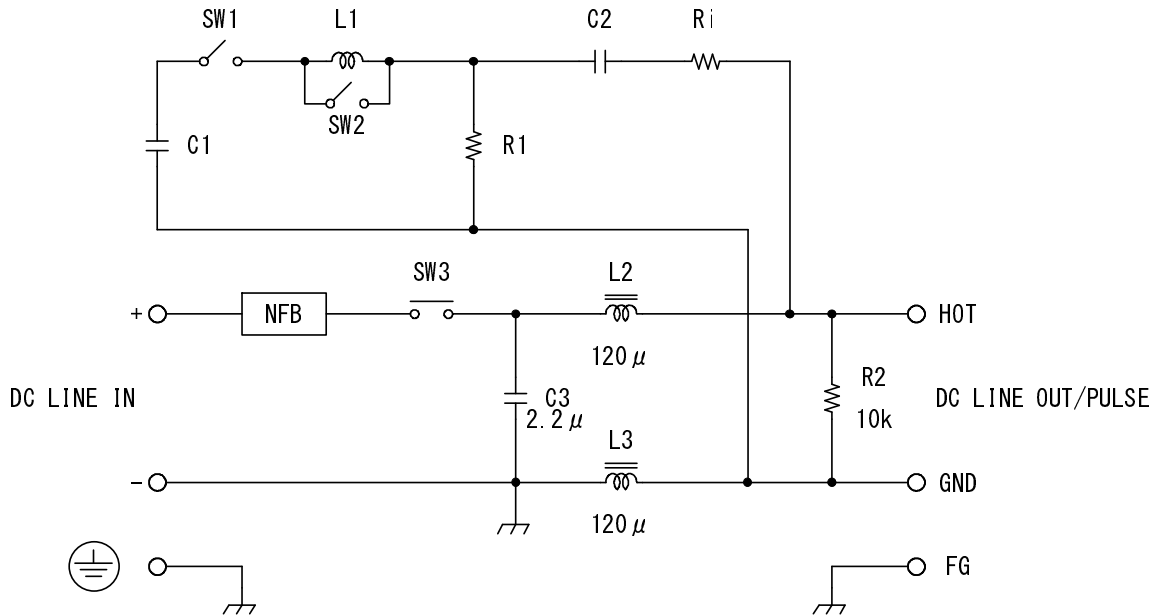 SW1 L1 C2 Ri
SW2
C1 R1
SW3 L2
+ NFB HOT
120μ
DC LINE IN C3 R2 DC LINE OUT/PULSE
2.2μ 10k
L3
- GND
120μ
FG